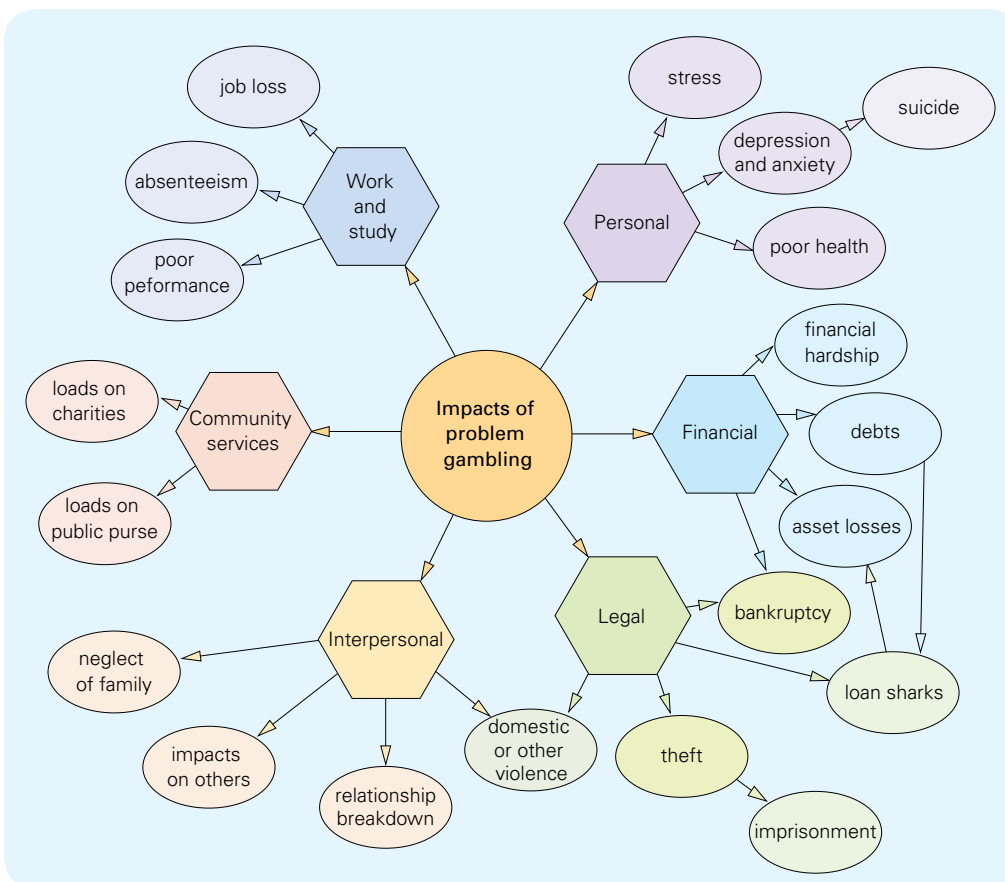 job loss
absenteeism
poor
peformance
Work
and
study
stress
depression
and anxiety
suicide
Personal
poor health
financial
hardship
Financial
debts
asset losses
Impacts of
problem
gambling
loads on
charities
Community
services
loads on
public purse
Legal
bankruptcy
loan sharks
Interpersonal
neglect
of family
impacts
on others
relationship
breakdown
domestic
or other
violence
theft
imprisonment